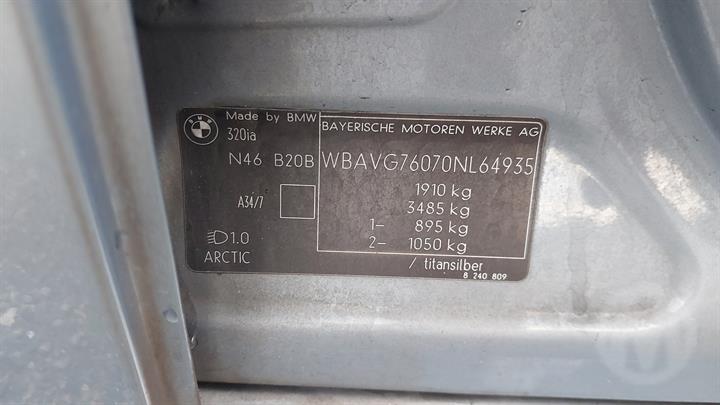 BMW
Made by BMW
320ia
N46 B20B
A34/7
1.0
ARCTIC
BAYERISCHE MOTOREN WERKE AG
WBAVG76070NL64935
1910 kg
3485 kg
1– 895 kg
2– 1050 kg
/ titansilber
8 240 809
M